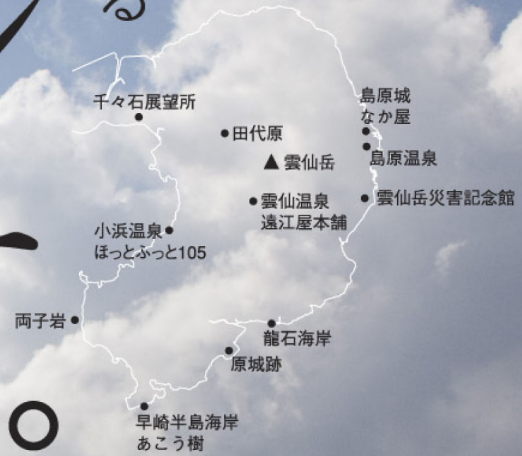 る
千々石展望所
島原城
なか屋
田代原
雲仙岳
島原温泉
雲仙温泉
遠江屋本舗
雲仙岳災害記念館
小浜温泉
ほっとふっと105
両子岩
龍石海岸
原城跡
早崎半島海岸
あこう樹